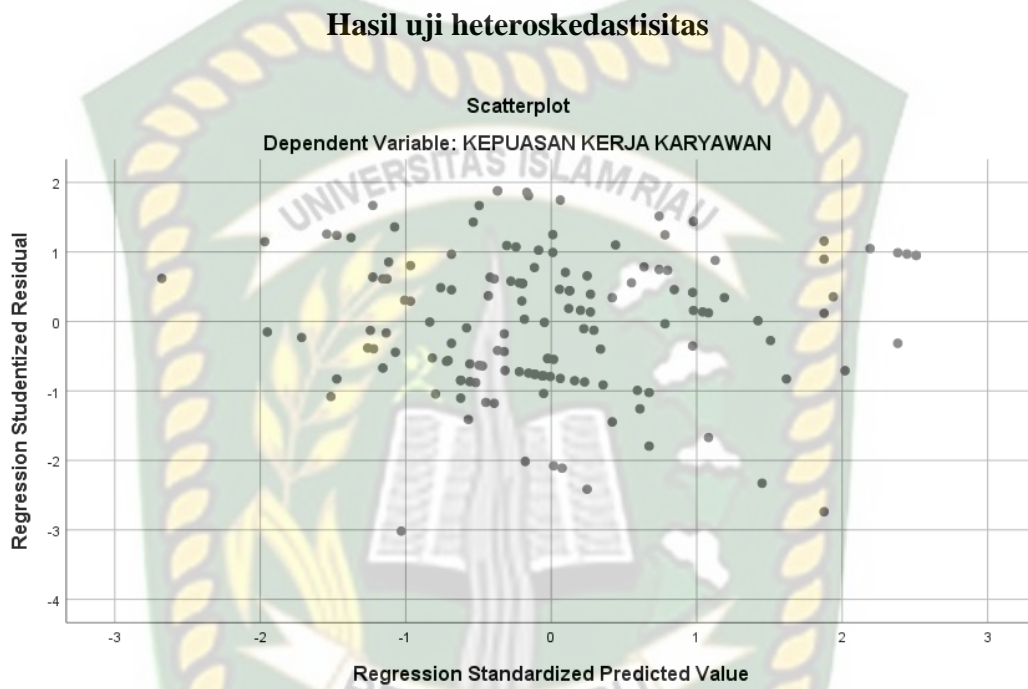 Hasil uji heteroskedastisitas
Scatterplot
Dependent Variable: KEPUASAN KERJA KARYAWAN
UNIVERSITAS ISLAM RIAU
Regression Studentized Residual
2
1
0
-1
-2
-3
-4
-3 -2 -1 0 1 2 3
Regression Standardized Predicted Value